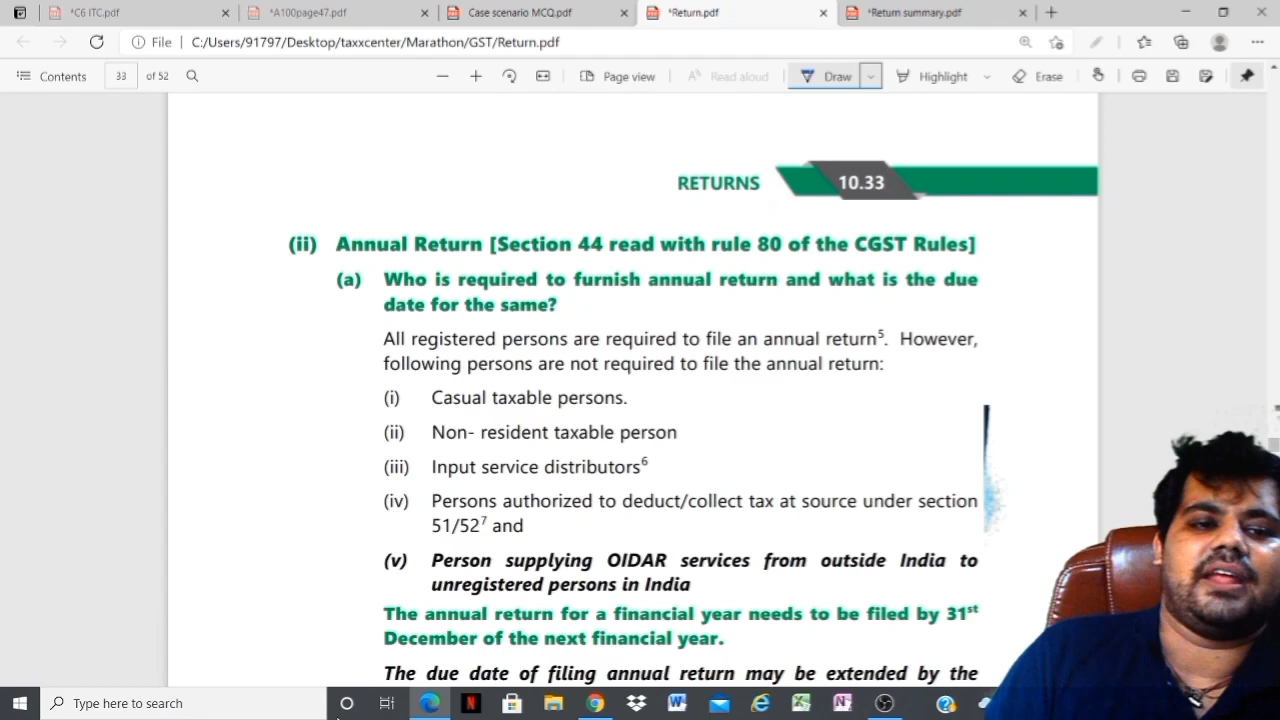 *C6 ITC.pdf
*A100page47.pdf
Case scenario MCQ.pdf
*Return.pdf
*Return summary.pdf
File | C:/Users/91797/Desktop/taxxcenter/Marathon/GST/Return.pdf
Contents 33 of 52 Page view Read aloud Draw Highlight Erase
RETURNS 10.33
(ii) Annual Return [Section 44 read with rule 80 of the CGST Rules]
(a) Who is required to furnish annual return and what is the due
date for the same?
All registered persons are required to file an annual return5. However,
following persons are not required to file the annual return:
(i) Casual taxable persons.
(ii) Non- resident taxable person
(iii) Input service distributors6
(iv) Persons authorized to deduct/collect tax at source under section
51/527 and
(v) Person supplying OIDAR services from outside India to
unregistered persons in India
The annual return for a financial year needs to be filed by 31st
December of the next financial year.
The due date of filing annual return may be extended by the
Type here to search